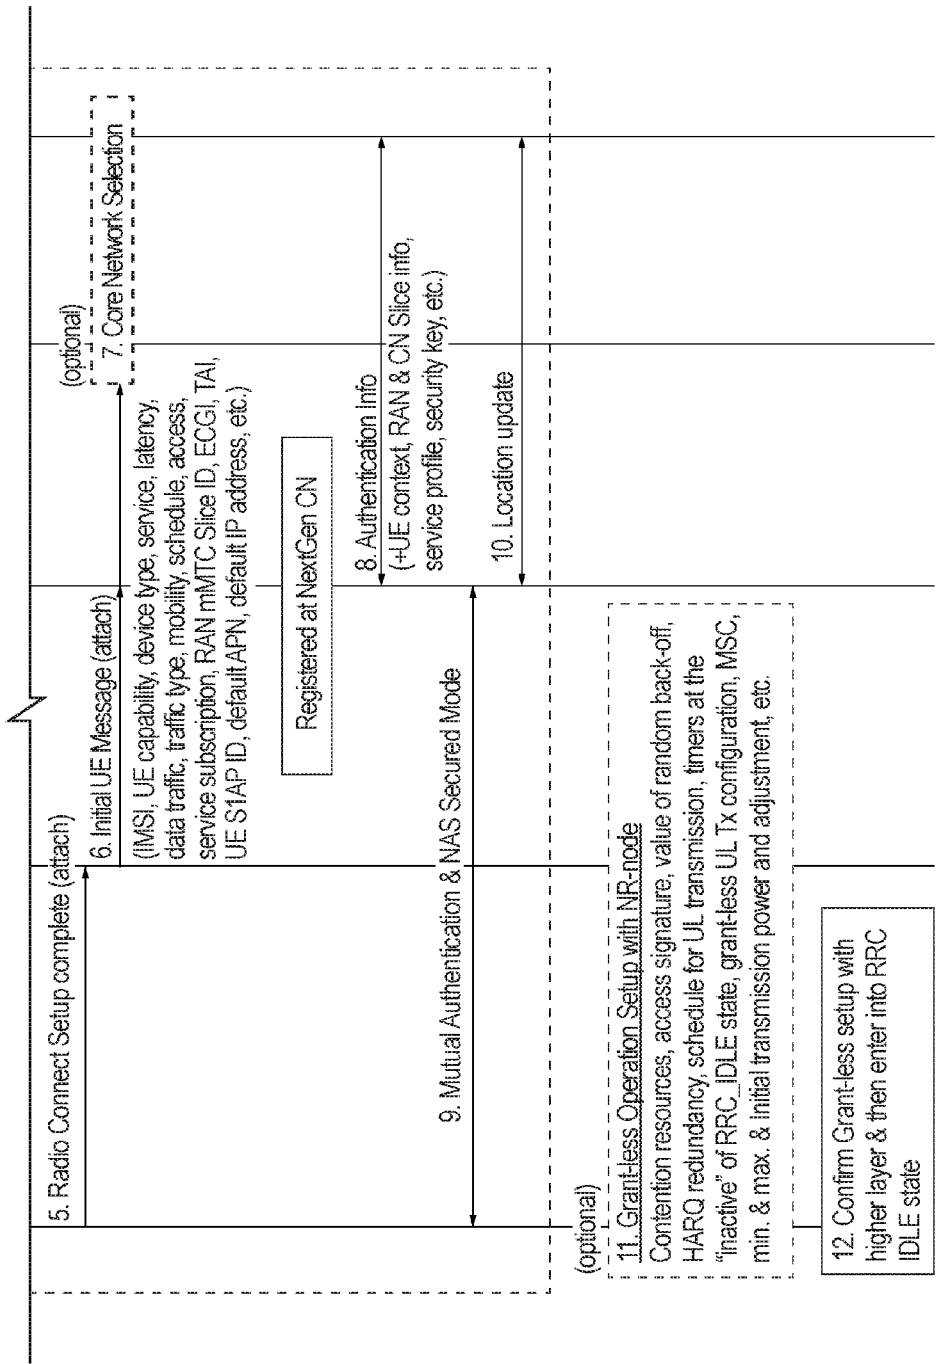 5. Radio Connect Setup complete (attach)
6. Initial UE Message (attach)
(IMSI, UE capability, device type, service, latency,
data traffic, traffic type, mobility, schedule, access,
service subscription, RAN mMTC Slice ID, ECGI, TAI,
UE S1AP ID, default APN, default IP address, etc.)
(optional)
7. Core Network Selection
Registered at NextGen CN
8. Authentication Info
(+UE context, RAN & CN Slice info,
service profile, security key, etc.)
9. Mutual Authentication & NAS Secured Mode
10. Location update
(optional)
11. Grant-less Operation Setup with NR-node
Contention resources, access signature, value of random back-off,
HARQ redundancy, schedule for UL transmission, timers at the
"inactive" of RRC_IDLE state, grant-less UL Tx configuration, MSC,
min. & max. & Initial transmission power and adjustment, etc.
12. Confirm Grant-less setup with
higher layer & then enter into RRC
IDLE state